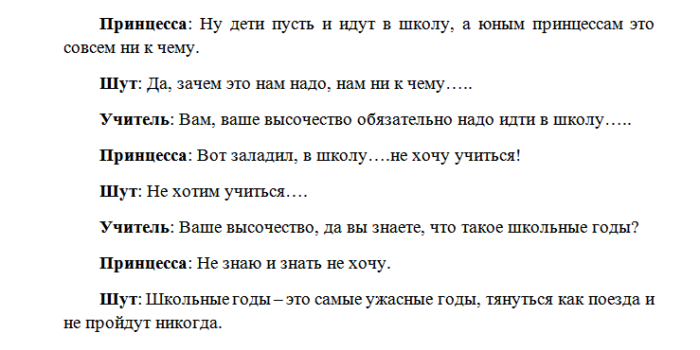 Принцесса: Ну дети пусть и идут в школу, а юным принцессам это
совсем ни к чему.
Шут: Да, зачем это нам надо, нам ни к чему…..
Учитель: Вам, ваше высочество обязательно надо идти в школу…..
Принцесса: Вот заладил, в школу….не хочу учиться!
Шут: Не хотим учиться….
Учитель: Ваше высочество, да вы знаете, что такое школьные годы?
Принцесса: Не знаю и знать не хочу.
Шут: Школьные годы – это самые ужасные годы, тянуться как поезда и
не пройдут никогда.